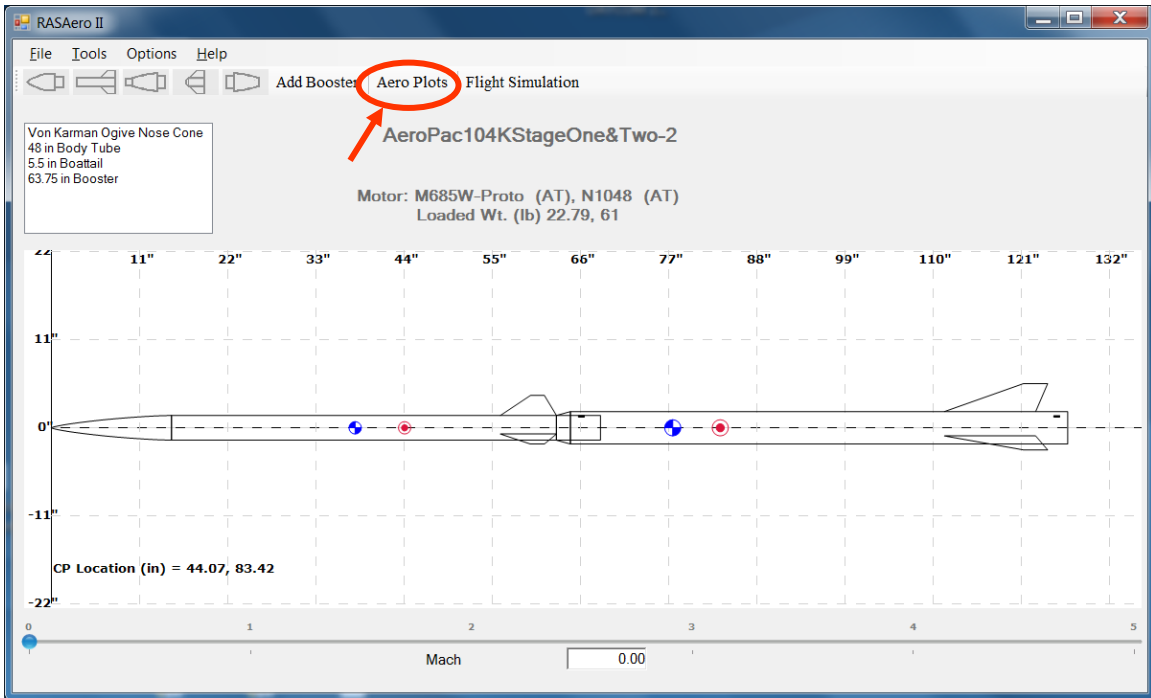 RASAero II
File Tools Options Help
Add Booster Aero Plots Flight Simulation
Von Karman Ogive Nose Cone
48 in Body Tube
5.5 in Boattail
63.75 in Booster
AeroPac104KStageOne&Two-2
Motor: M685W-Proto (AT), N1048 (AT)
Loaded Wt. (lb) 22.79, 61
22"
11" 22" 33" 44" 55" 66" 77" 88" 99" 110" 121" 132"
11"
0"
-11"
CP Location (in) = 44.07, 83.42
-22"
0 1 2 3 4 5
Mach 0.00